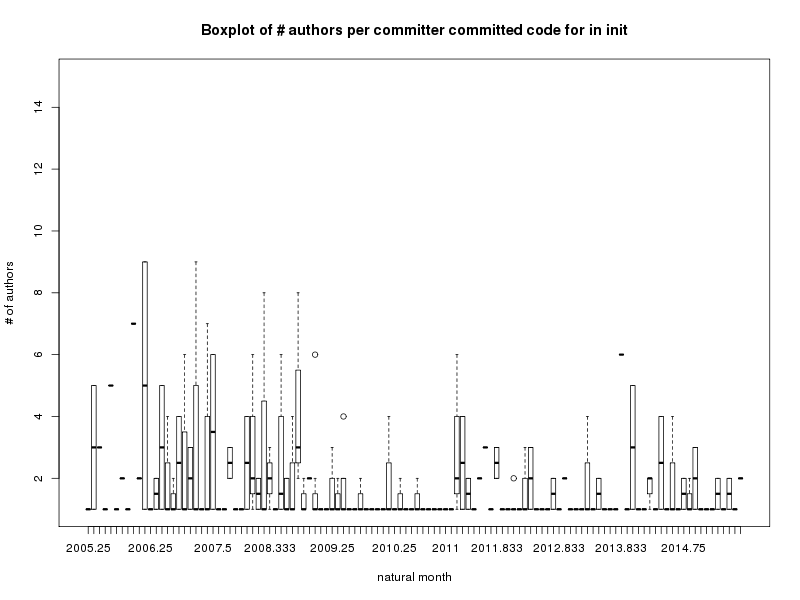 Boxplot of # authors per committer committed code for in init
# of authors
14
12
10
8
6
4
2
2005.25 2006.25 2007.5 2008.333 2009.25 2010.25 2011 2011.833 2012.833 2013.833 2014.75
natural month